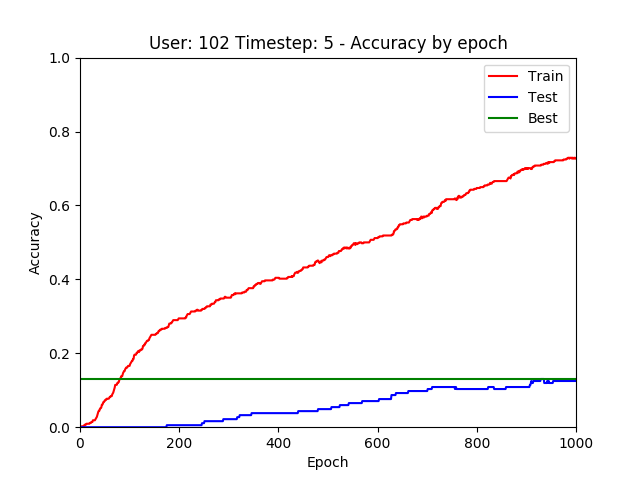 User: 102 Timestep: 5 - Accuracy by epoch
1.0
0.8
0.6
0.4
0.2
0.0
Accuracy
Train
Test
Best
0 200 400 600 800 1000
Epoch